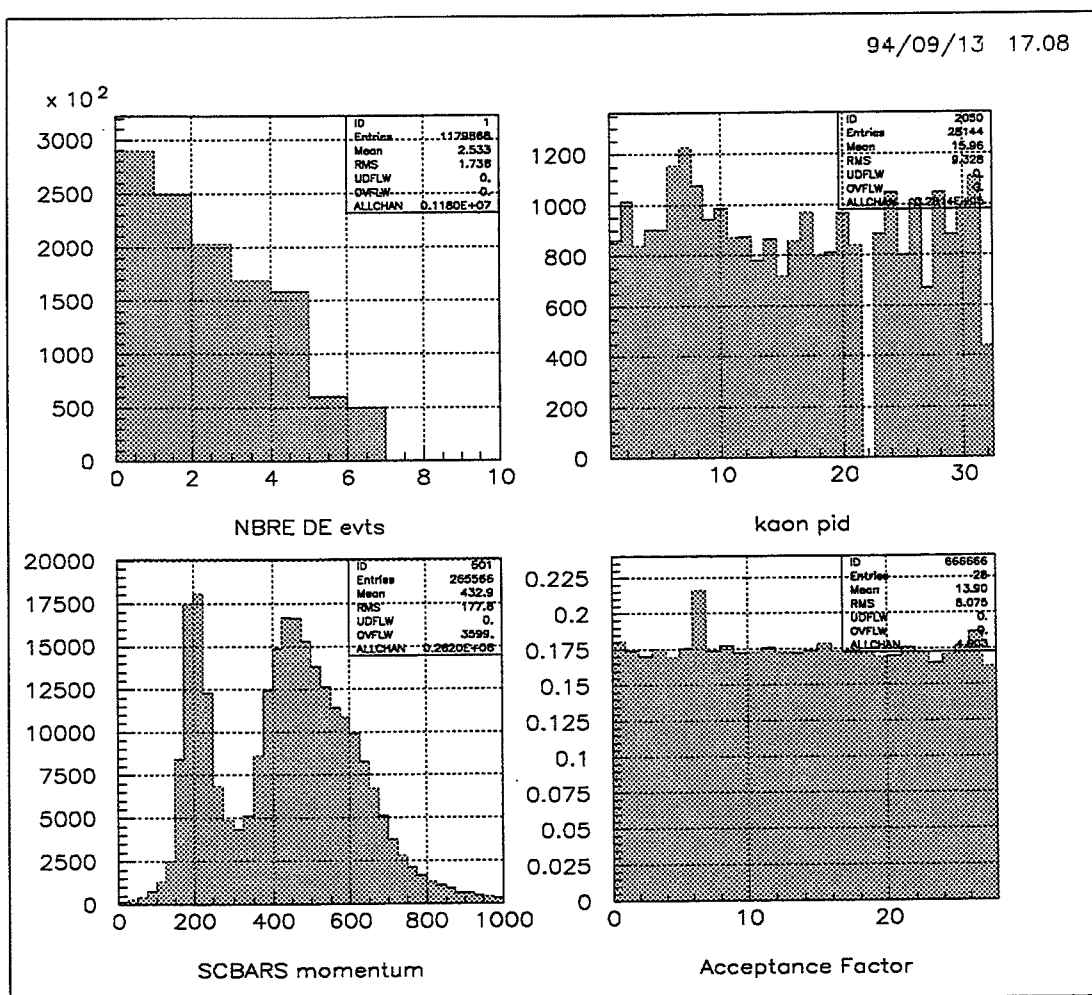 94/09/13 17.08
x 10²
ID 1
Entries 1179868
Mean 2.533
RMS 1.738
UDFLW 0.
OVFLW 0.
ALLCHAN 0.1180E+07
3000
2500
2000
1500
1000
500
0
0 2 4 6 8 10
NBRE DE evts
ID 2050
Entries 28144
Mean 15.96
RMS 9.328
UDFLW 0.
OVFLW 0.
ALLCHAN
1200
1000
800
600
400
200
0
10 20 30
kaon pid
ID 501
Entries 265566
Mean 432.9
RMS 177.8
UDFLW 0.
OVFLW 3599.
ALLCHAN 0.2620E+06
20000
17500
15000
12500
10000
7500
5000
2500
0
0 200 400 600 800 1000
SCBARS momentum
ID 666666
Entries 28
Mean 13.90
RMS 8.075
UDFLW 0.
OVFLW 0.
ALLCHAN
0.225
0.2
0.175
0.15
0.125
0.1
0.075
0.05
0.025
0
0 10 20
Acceptance Factor